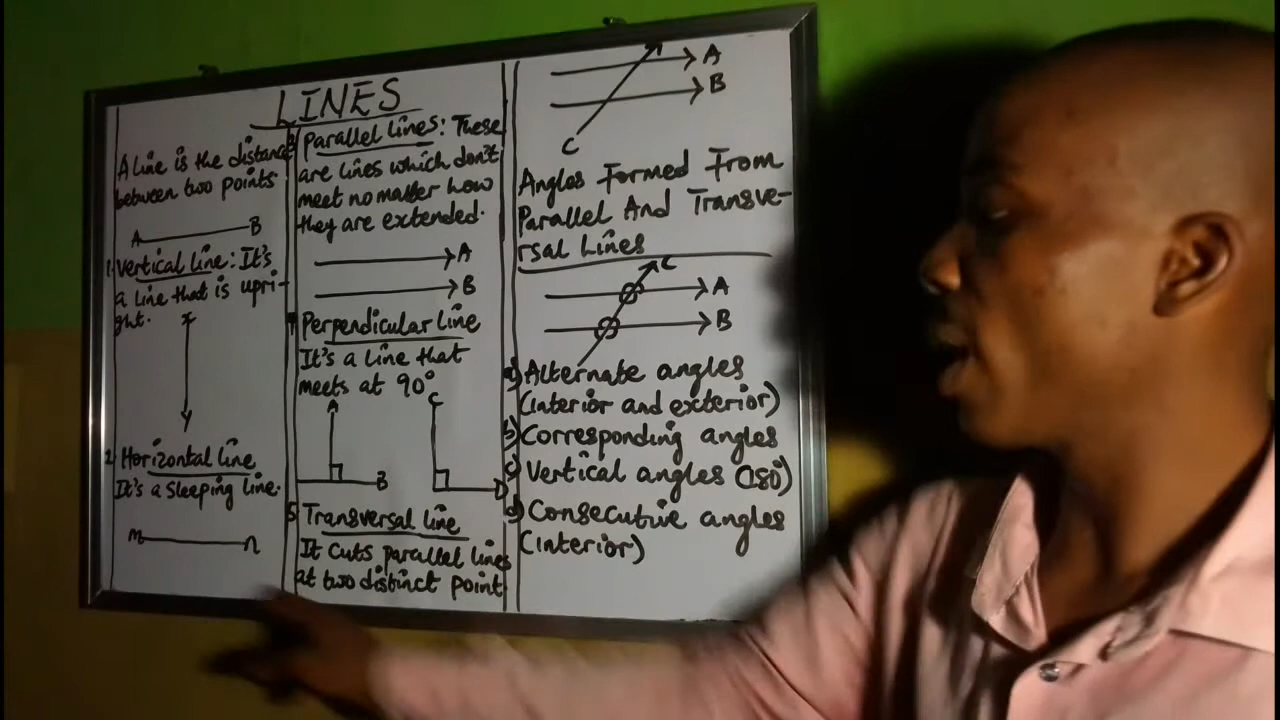 LINES
A line is the distance
between two points
A B
1 Vertical line: It's
a line that is upri-
ght.
X
Y
2 Horizontal line
It's a sleeping line.
m n
3 Parallel lines: These
are lines which don't
meet no matter how
they are extended.
A
B
4 Perpendicular line
It's a line that
meets at 90°
A C
B D
5 Transversal line
It cuts parallel lines
at two distinct point
A
B
C
Angles Formed From
Parallel And Transve-
rsal Lines
C
A
B
a) Alternate angles
(interior and exterior)
b) Corresponding angles
c) Vertical angles (180°)
d) Consecutive angles
(interior)